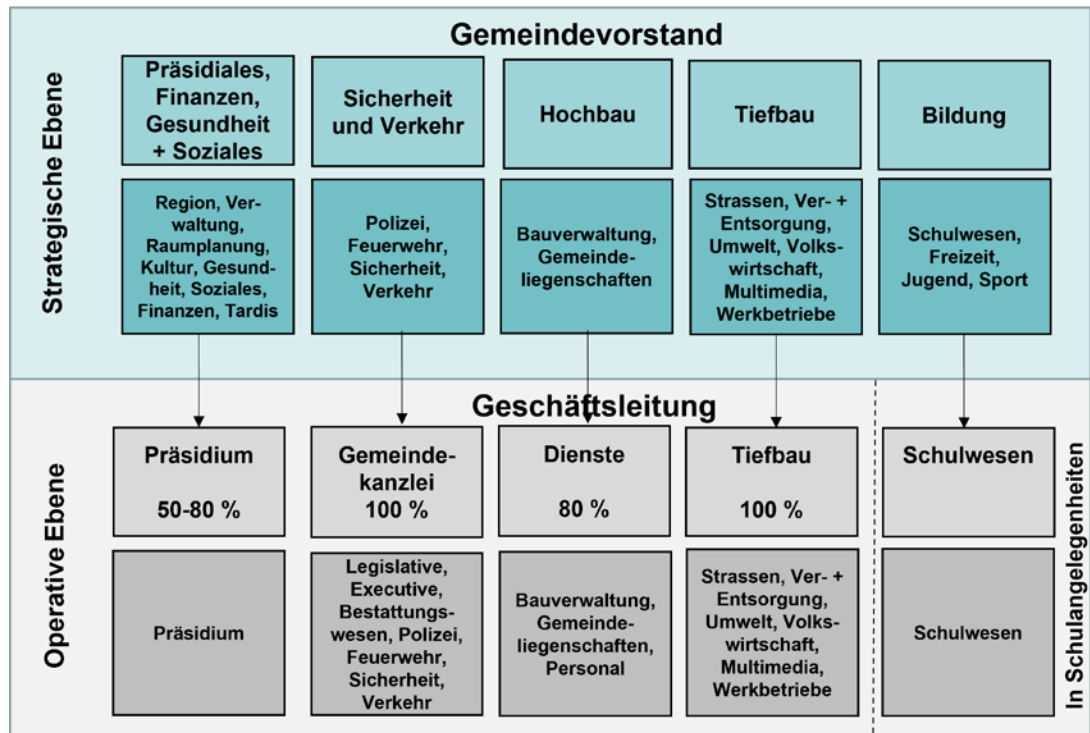 Gemeindevorstand
Strategische Ebene
Präsidiales,
Finanzen,
Gesundheit
+ Soziales
Sicherheit
und Verkehr
Hochbau
Tiefbau
Bildung
Region, Ver-
waltung,
Raumplanung,
Kultur, Gesund-
heit, Soziales,
Finanzen, Tardis
Polizei,
Feuerwehr,
Sicherheit,
Verkehr
Bauverwaltung,
Gemeinde-
liegenschaften
Strassen, Ver- +
Entsorgung,
Umwelt, Volks-
wirtschaft,
Multimedia,
Werkbetriebe
Schulwesen,
Freizeit,
Jugend, Sport
Geschäftsleitung
Operative Ebene
Präsidium
50-80 %
Gemeinde-
kanzlei
100 %
Dienste
80 %
Tiefbau
100 %
Schulwesen
Präsidium
Legislative,
Executive,
Bestattungs-
wesen, Polizei,
Feuerwehr,
Sicherheit,
Verkehr
Bauverwaltung,
Gemeinde-
liegenschaften,
Personal
Strassen, Ver- +
Entsorgung,
Umwelt, Volks-
wirtschaft,
Multimedia,
Werkbetriebe
Schulwesen
In Schulangelegenheiten